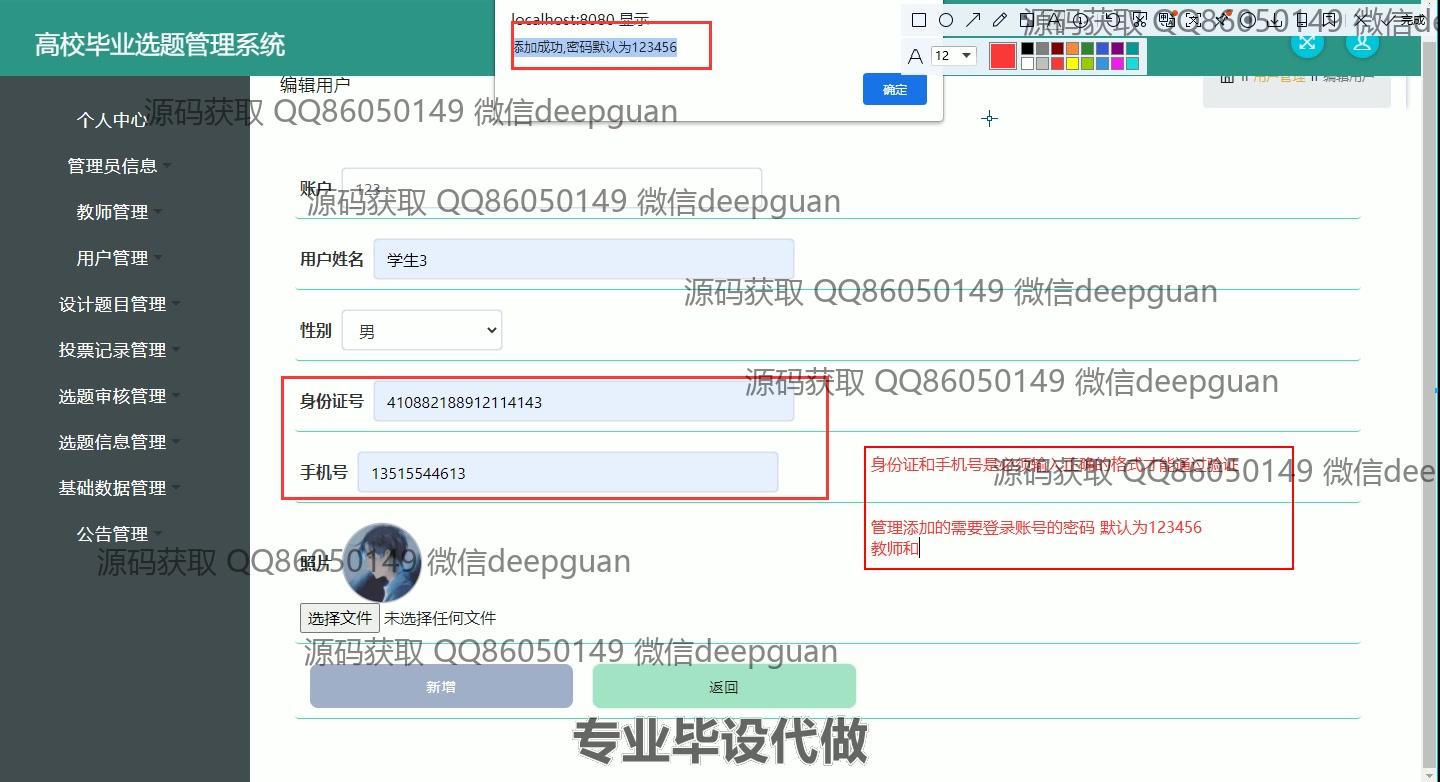 localhost:8080 显示
添加成功,密码默认为123456
确定
12
完成
高校毕业选题管理系统
用户管理
编辑用户
编辑用户
个人中心
管理员信息
教师管理
用户管理
设计题目管理
投票记录管理
选题审核管理
选题信息管理
基础数据管理
公告管理
账户 123
用户姓名 学生3
性别 男
身份证号 410882188912114143
手机号 13515544613
身份证和手机号是必须输入正确的格式才能通过验证
管理添加的需要登录账号的密码 默认为123456
教师和
照片
选择文件 未选择任何文件
新增
返回
源码获取 QQ86050149 微信deepguan
源码获取 QQ86050149 微信deepguan
源码获取 QQ86050149 微信deepguan
源码获取 QQ86050149 微信deepguan
源码获取 QQ86050149 微信dee
源码获取 QQ86050149 微信deepguan
源码获取 QQ86050149 微信deepguan
源码获取 QQ86050149 微信de
专业毕设代做